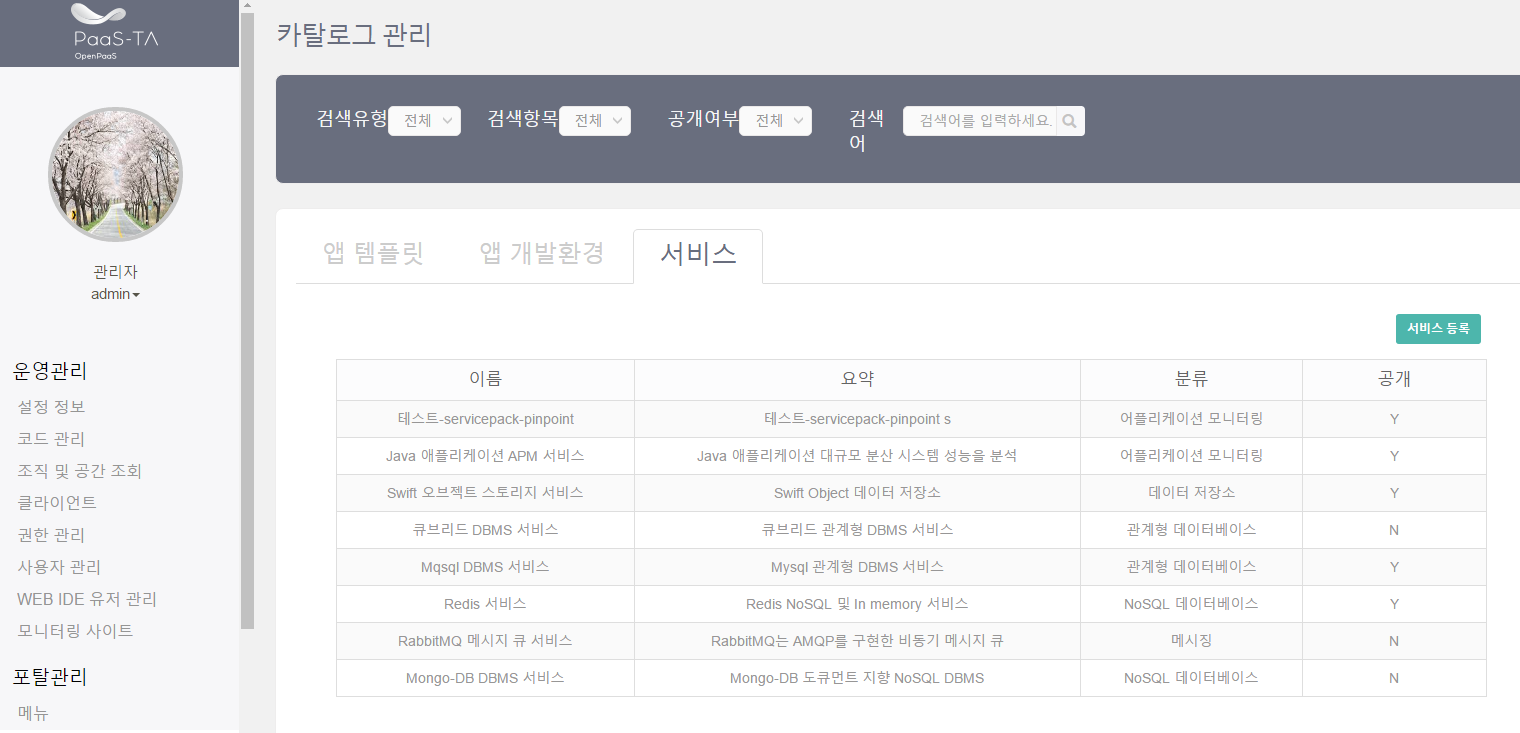 PaaS-TA
OpenPaaS
관리자
admin
운영관리
설정 정보
코드 관리
조직 및 공간 조회
클라이언트
권한 관리
사용자 관리
WEB IDE 유저 관리
모니터링 사이트
포탈관리
메뉴
카탈로그 관리
검색유형 전체 검색항목 전체 공개여부 전체 검색어 검색어를 입력하세요.
앱 템플릿 앱 개발환경 서비스
서비스 등록
이름 요약 분류 공개
테스트-servicepack-pinpoint 테스트-servicepack-pinpoint s 어플리케이션 모니터링 Y
Java 애플리케이션 APM 서비스 Java 애플리케이션 대규모 분산 시스템 성능을 분석 어플리케이션 모니터링 Y
Swift 오브젝트 스토리지 서비스 Swift Object 데이터 저장소 데이터 저장소 Y
큐브리드 DBMS 서비스 큐브리드 관계형 DBMS 서비스 관계형 데이터베이스 N
Mqsql DBMS 서비스 Mysql 관계형 DBMS 서비스 관계형 데이터베이스 Y
Redis 서비스 Redis NoSQL 및 In memory 서비스 NoSQL 데이터베이스 Y
RabbitMQ 메시지 큐 서비스 RabbitMQ는 AMQP를 구현한 비동기 메시지 큐 메시징 N
Mongo-DB DBMS 서비스 Mongo-DB 도큐먼트 지향 NoSQL DBMS NoSQL 데이터베이스 N